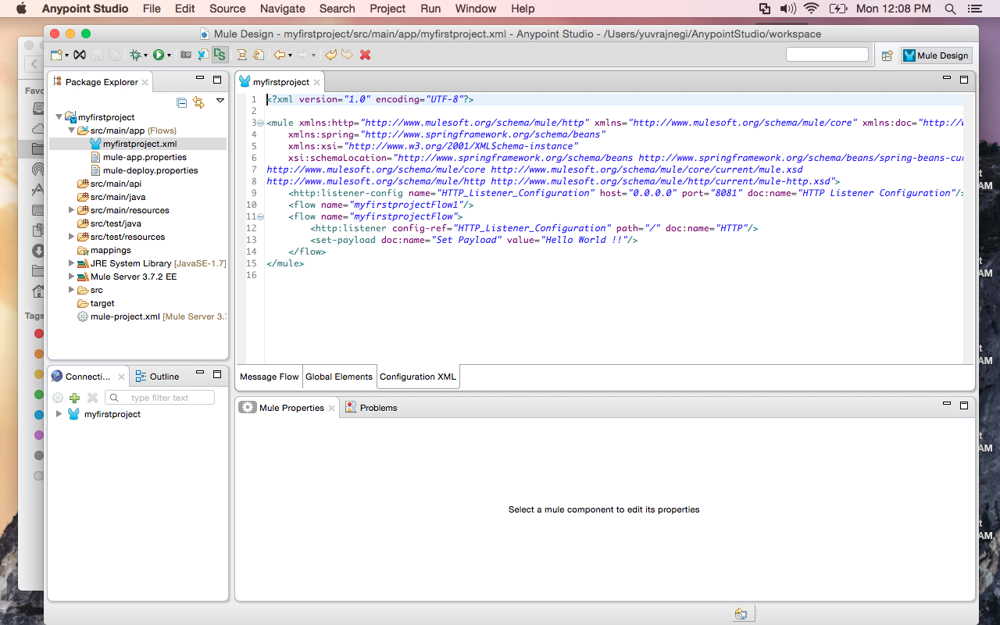 Anypoint Studio File Edit Source Navigate Search Project Run Window Help Mon 12:08 PM
Mule Design - myfirstproject/src/main/app/myfirstproject.xml - Anypoint Studio - /Users/yuvrajnegi/AnypointStudio/workspace
Mule Design
Favo
Tags
Package Explorer
myfirstproject
src/main/app (Flows)
myfirstproject.xml
mule-app.properties
mule-deploy.properties
src/main/api
src/main/java
src/main/resources
src/test/java
src/test/resources
mappings
JRE System Library [JavaSE-1.7]
Mule Server 3.7.2 EE
src
target
mule-project.xml [Mule Server 3.7
Connecti... Outline
type filter text
myfirstproject
myfirstproject
1 <?xml version="1.0" encoding="UTF-8"?>
2
3 <mule xmlns:http="http://www.mulesoft.org/schema/mule/http" xmlns="http://www.mulesoft.org/schema/mule/core" xmlns:doc="http://w
4 xmlns:spring="http://www.springframework.org/schema/beans"
5 xmlns:xsi="http://www.w3.org/2001/XMLSchema-instance"
6 xsi:schemaLocation="http://www.springframework.org/schema/beans http://www.springframework.org/schema/beans/spring-beans-cur
7 http://www.mulesoft.org/schema/mule/core http://www.mulesoft.org/schema/mule/core/current/mule.xsd
8 http://www.mulesoft.org/schema/mule/http http://www.mulesoft.org/schema/mule/http/current/mule-http.xsd">
9 <http:listener-config name="HTTP_Listener_Configuration" host="0.0.0.0" port="8081" doc:name="HTTP Listener Configuration"/>
10 <flow name="myfirstprojectFlow1"/>
11 <flow name="myfirstprojectFlow">
12 <http:listener config-ref="HTTP_Listener_Configuration" path="/" doc:name="HTTP"/>
13 <set-payload doc:name="Set Payload" value="Hello World !!"/>
14 </flow>
15 </mule>
16
Message Flow Global Elements Configuration XML
Mule Properties Problems
Select a mule component to edit its properties
t
AM
t
AM
t
AM
t
AM
t
AM